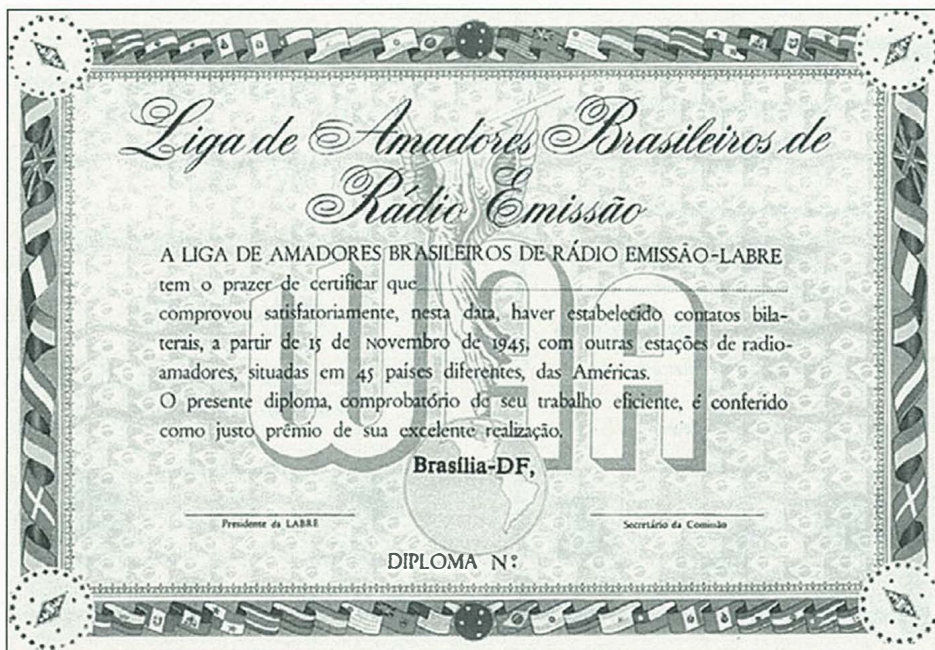 Liga de Amadores Brasileiros de
Rádio Emissão
A LIGA DE AMADORES BRASILEIROS DE RÁDIO EMISSÃO-LABRE
tem o prazer de certificar que
comprovou satisfatoriamente, nesta data, haver estabelecido contatos bila-
terais, a partir de 15 de Novembro de 1945, com outras estações de radio-
amadores, situadas em 45 países diferentes, das Américas.
O presente diploma, comprobatório de seu trabalho eficiente, é conferido
como justo prêmio de sua excelente realização.
WAA
Brasília-DF,
Presidente da LABRE
Secretário da Comissão
DIPLOMA Nº